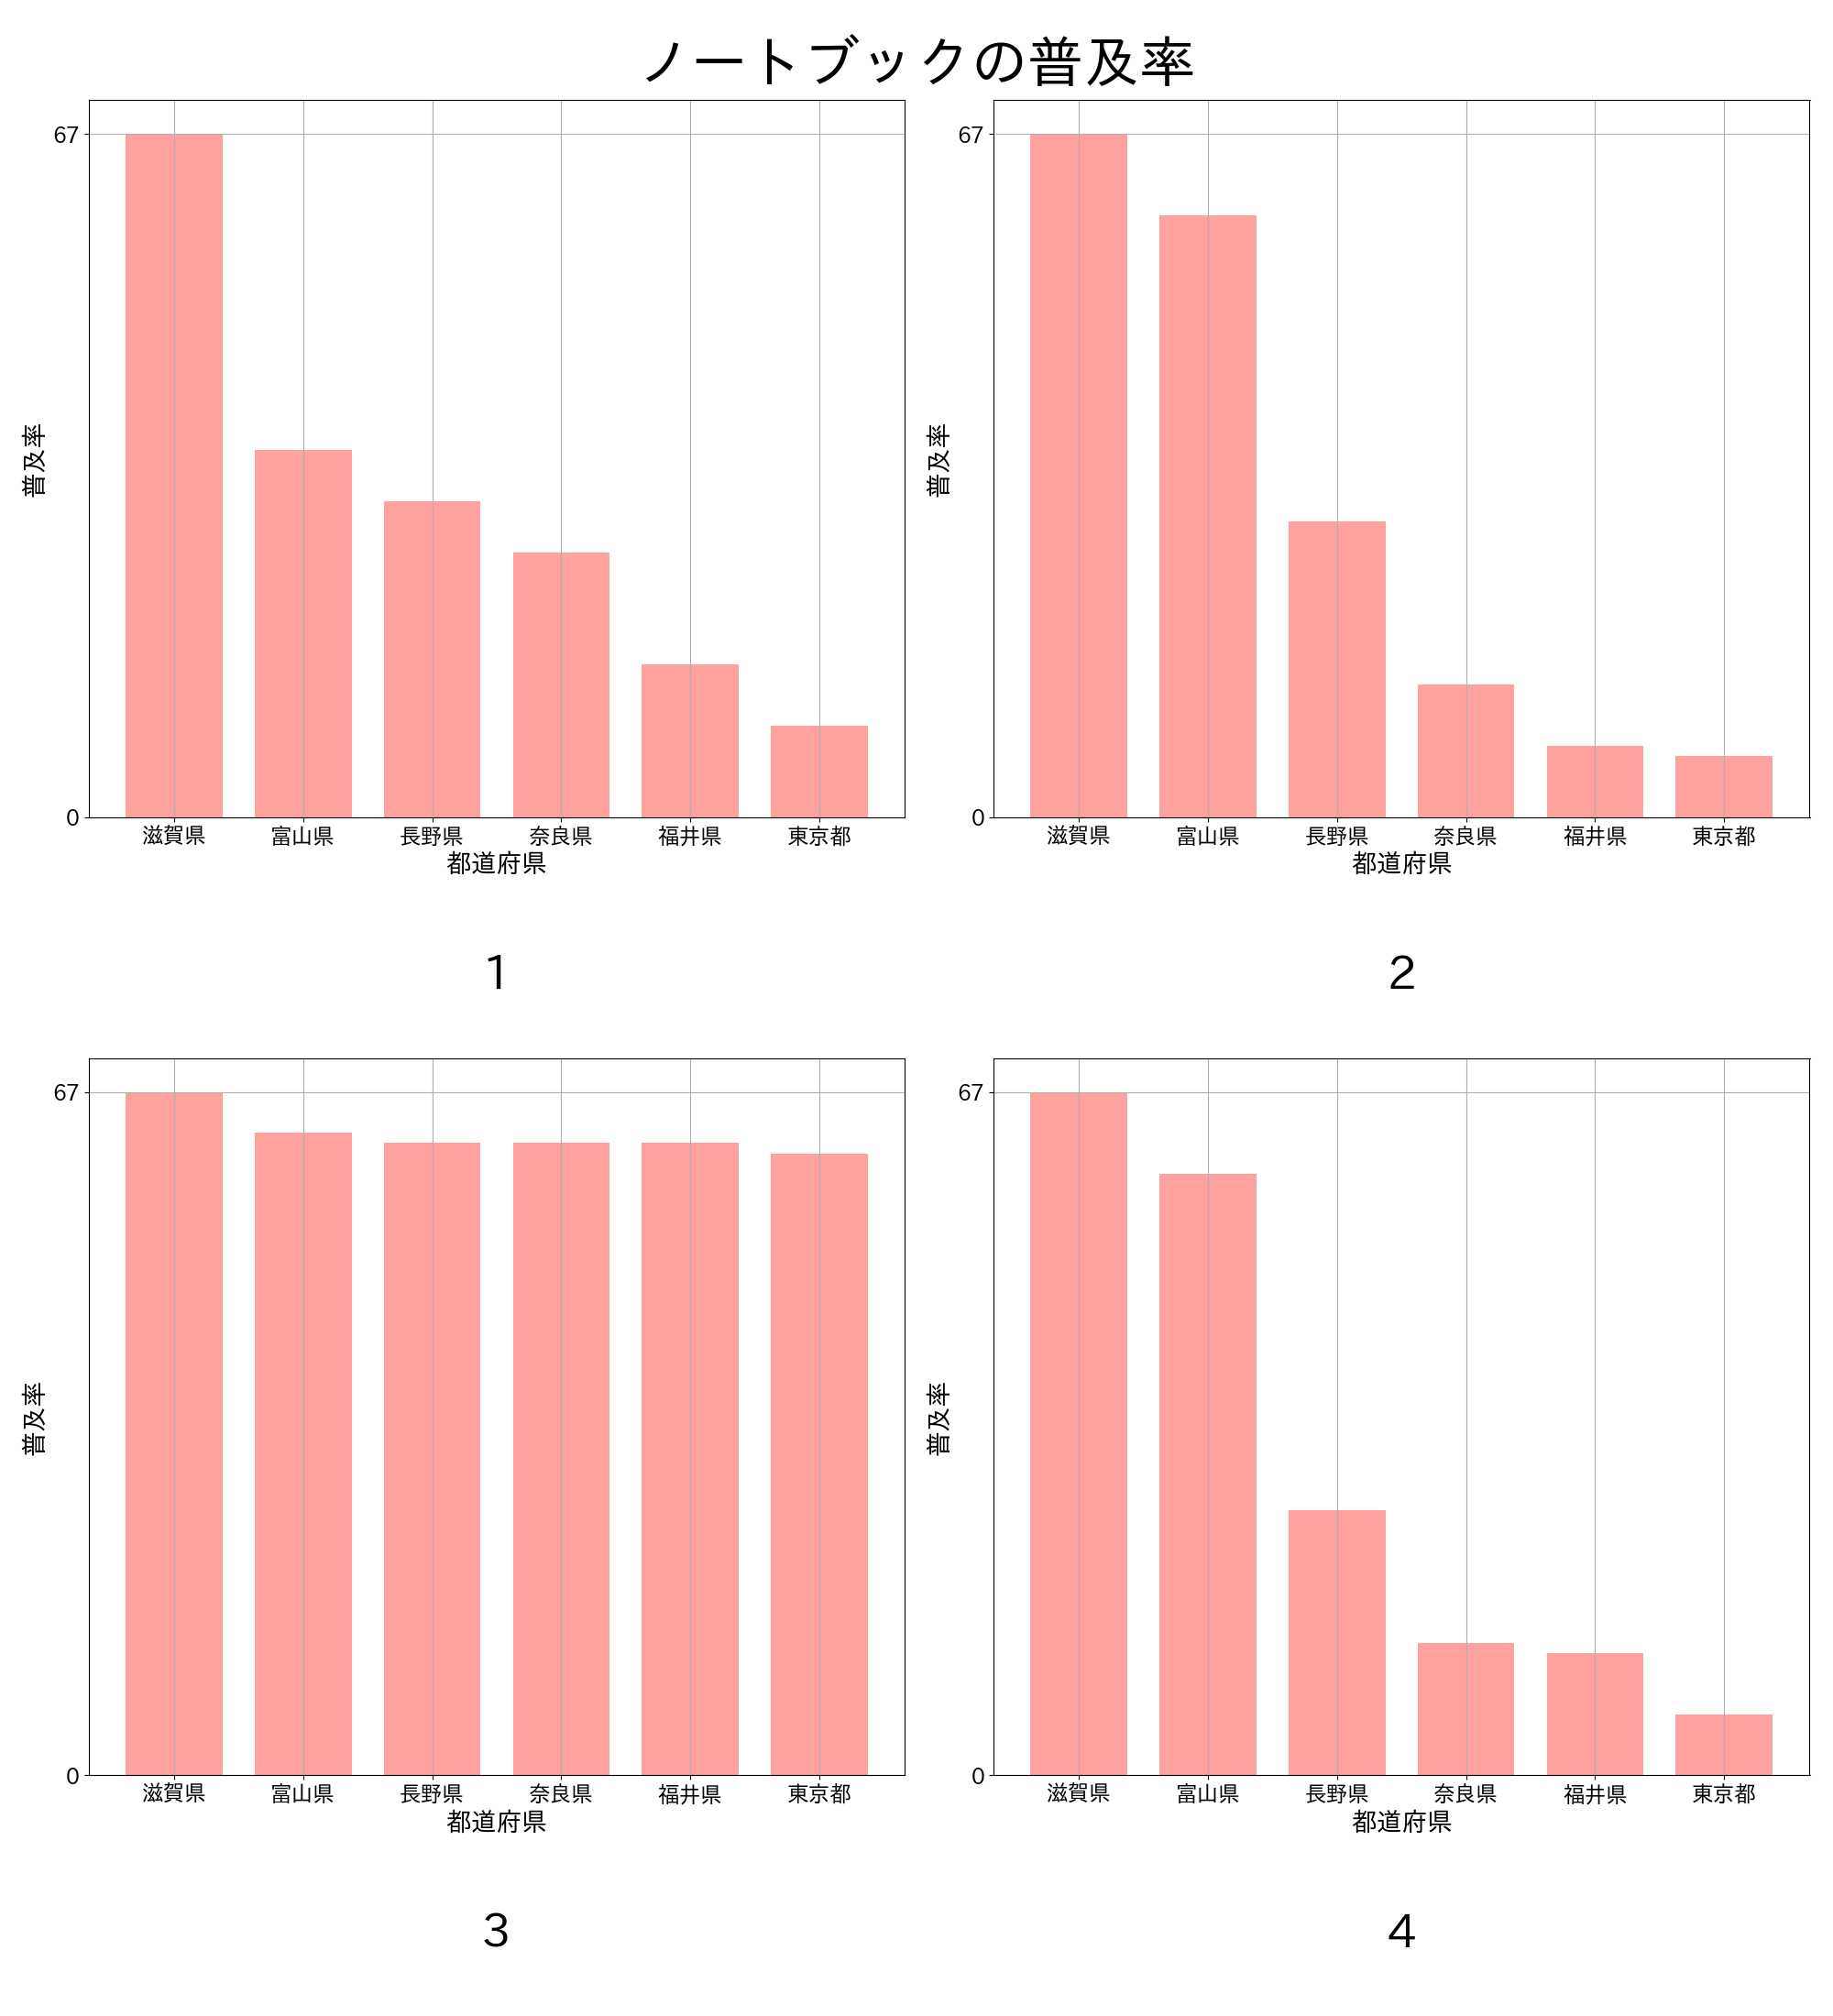 ノートブックの普及率
67
普及率
0
滋賀県 富山県 長野県 奈良県 福井県 東京都
都道府県
1
67
普及率
0
滋賀県 富山県 長野県 奈良県 福井県 東京都
都道府県
2
67
普及率
0
滋賀県 富山県 長野県 奈良県 福井県 東京都
都道府県
3
67
普及率
0
滋賀県 富山県 長野県 奈良県 福井県 東京都
都道府県
4